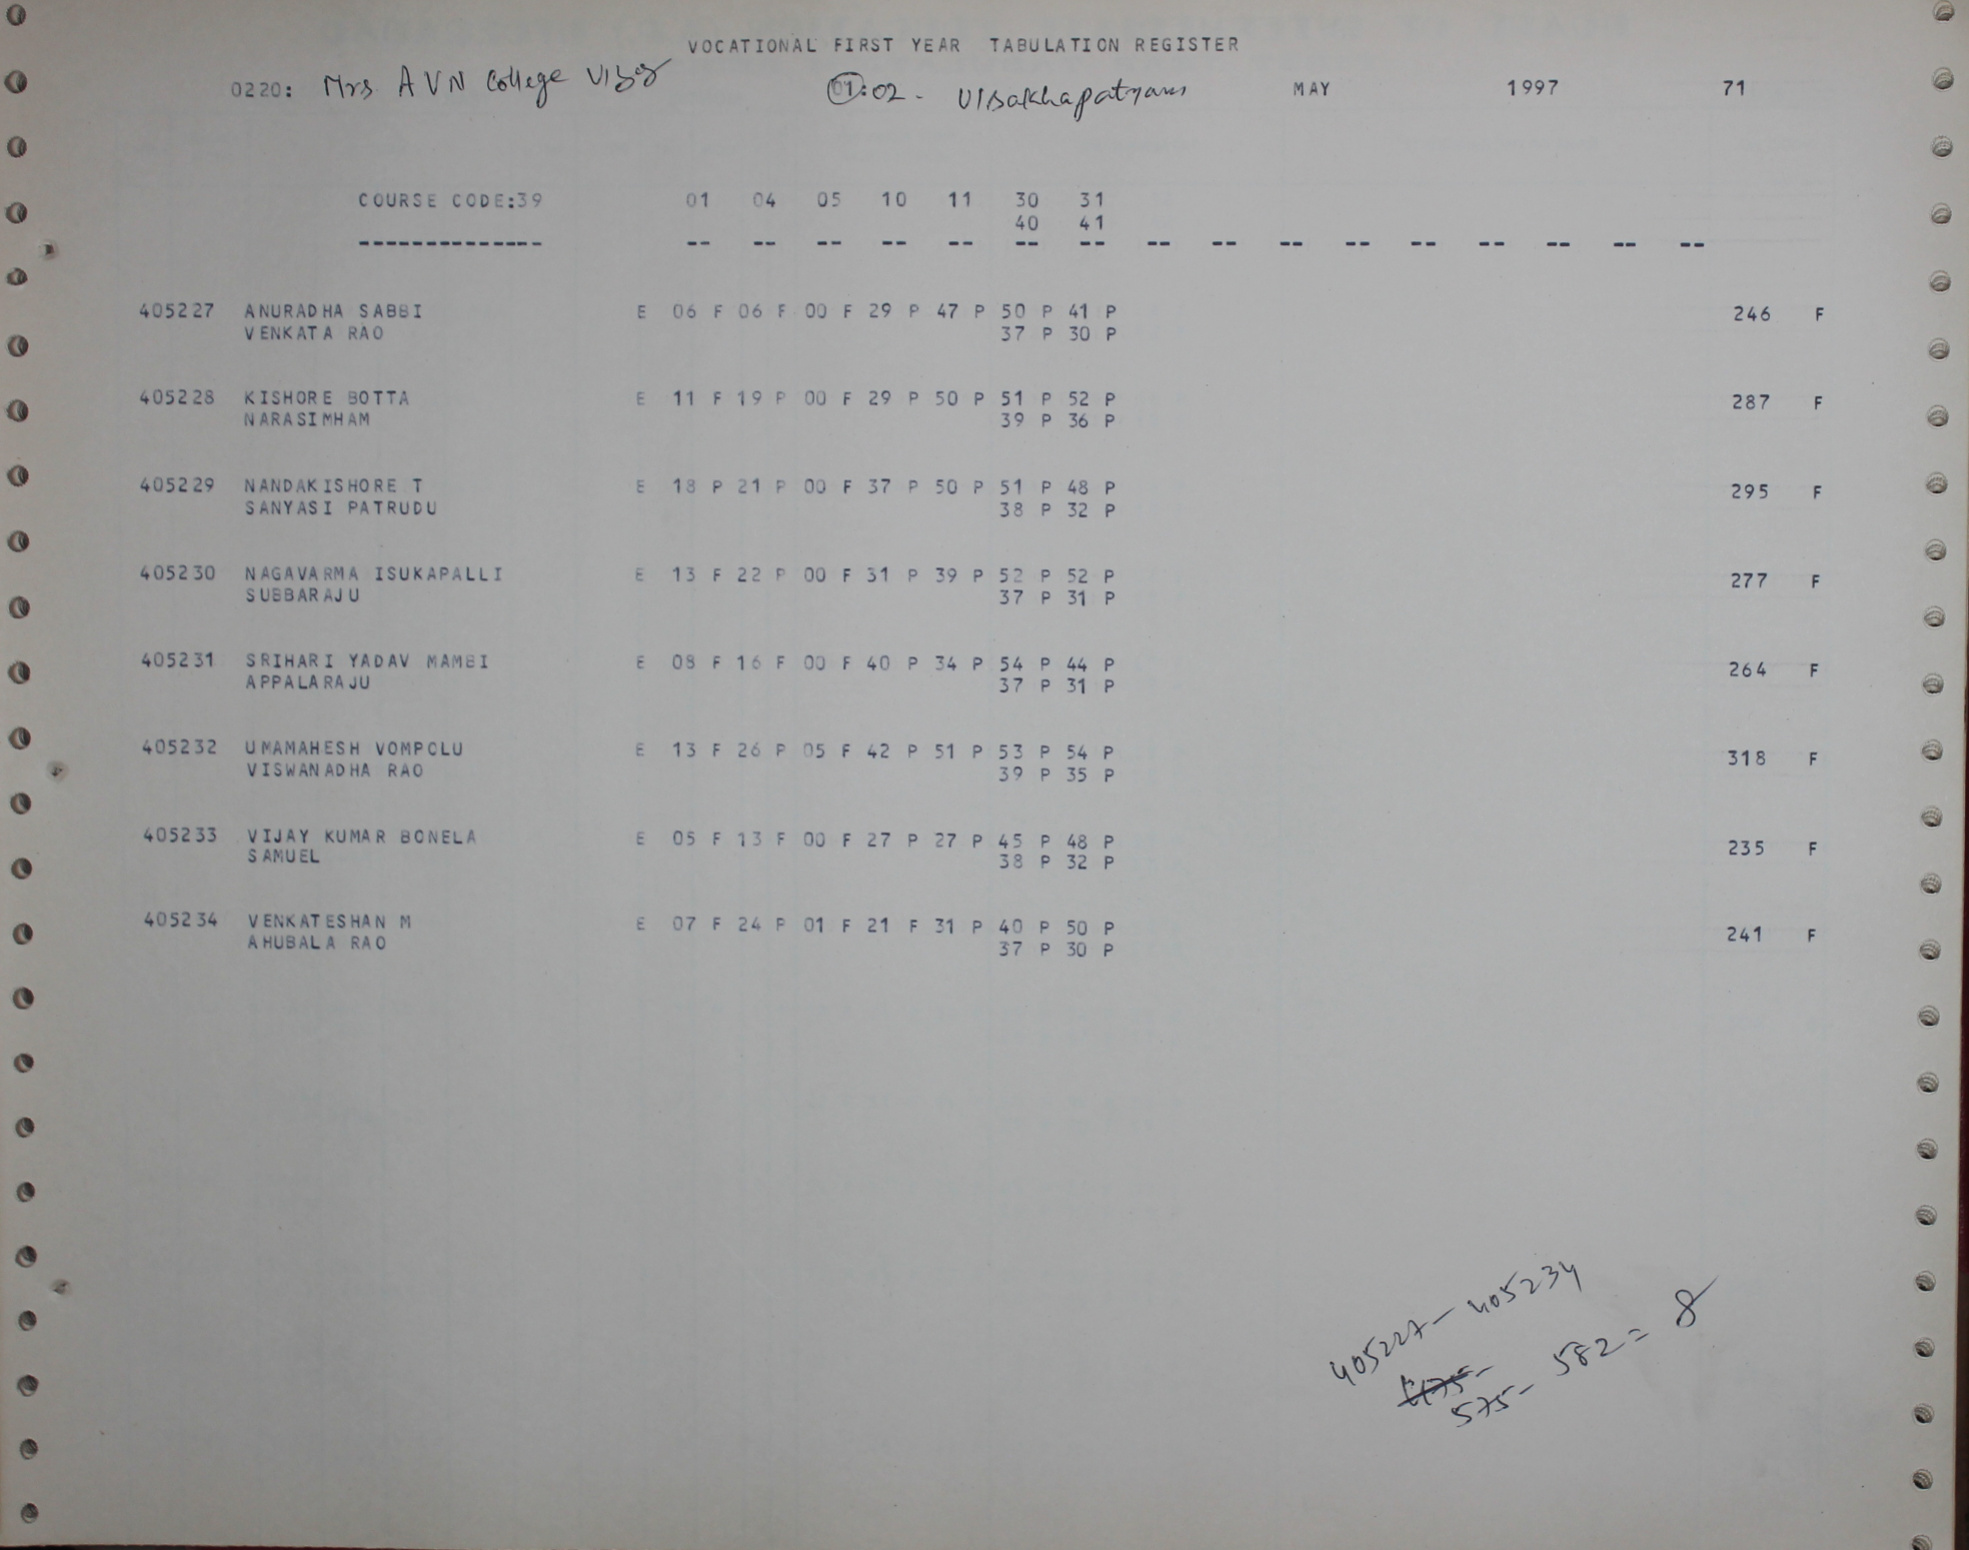 VOCATIONAL FIRST YEAR TABULATION REGISTER
0220: Mrs AVN College Vizg 01:02 - Visakhapatnam MAY 1997 71
COURSE CODE:39 01 04 05 10 11 30 31
40 41
-------------- -- -- -- -- -- -- -- -- -- -- -- -- -- -- -- --
405227 ANURADHA SABBI E 06 F 06 F 00 F 29 P 47 P 50 P 41 P 246 F
VENKATA RAO 37 P 30 P
405228 KISHORE BOTTA E 11 F 19 P 00 F 29 P 50 P 51 P 52 P 287 F
NARASIMHAM 39 P 36 P
405229 NANDAKISHORE T E 18 P 21 P 00 F 37 P 50 P 51 P 48 P 295 F
SANYASI PATRUDU 38 P 32 P
405230 NAGAVARMA ISUKAPALLI E 13 F 22 P 00 F 31 P 39 P 52 P 52 P 277 F
SUBBARAJU 37 P 31 P
405231 SRIHARI YADAV MAMBI E 08 F 16 F 00 F 40 P 34 P 54 P 44 P 264 F
APPALARAJU 37 P 31 P
405232 UMAMAHESH VOMPOLU E 13 F 26 P 05 F 42 P 51 P 53 P 54 P 318 F
VISWANADHA RAO 39 P 35 P
405233 VIJAY KUMAR BONELA E 05 F 13 F 00 F 27 P 27 P 45 P 48 P 235 F
SAMUEL 38 P 32 P
405234 VENKATESHAN M E 07 F 24 P 01 F 21 F 31 P 40 P 50 P 241 F
AHUBALA RAO 37 P 30 P
405227 - 405234
575 - 582 = 8